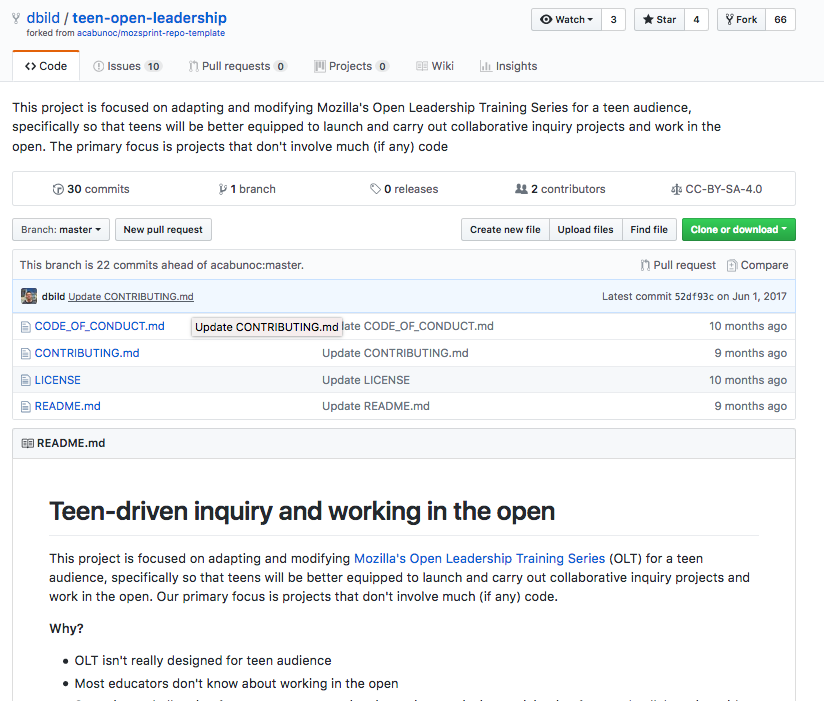 dbild / teen-open-leadership
forked from acabunoc/mozsprint-repo-template
Watch 3 Star 4 Fork 66
Code Issues 10 Pull requests 0 Projects 0 Wiki Insights
This project is focused on adapting and modifying Mozilla's Open Leadership Training Series for a teen audience,
specifically so that teens will be better equipped to launch and carry out collaborative inquiry projects and work in the
open. The primary focus is projects that don't involve much (if any) code
30 commits 1 branch 0 releases 2 contributors CC-BY-SA-4.0
Branch: master New pull request Create new file Upload files Find file Clone or download
This branch is 22 commits ahead of acabunoc:master. Pull request Compare
dbild Update CONTRIBUTING.md Latest commit 52df93c on Jun 1, 2017
CODE_OF_CONDUCT.md Update CONTRIBUTING.md late CODE_OF_CONDUCT.md 10 months ago
CONTRIBUTING.md Update CONTRIBUTING.md 9 months ago
LICENSE Update LICENSE 10 months ago
README.md Update README.md 9 months ago
README.md
Teen-driven inquiry and working in the open
This project is focused on adapting and modifying Mozilla's Open Leadership Training Series (OLT) for a teen
audience, specifically so that teens will be better equipped to launch and carry out collaborative inquiry projects and
work in the open. Our primary focus is projects that don't involve much (if any) code.
Why?
• OLT isn't really designed for teen audience
• Most educators don't know about working in the open